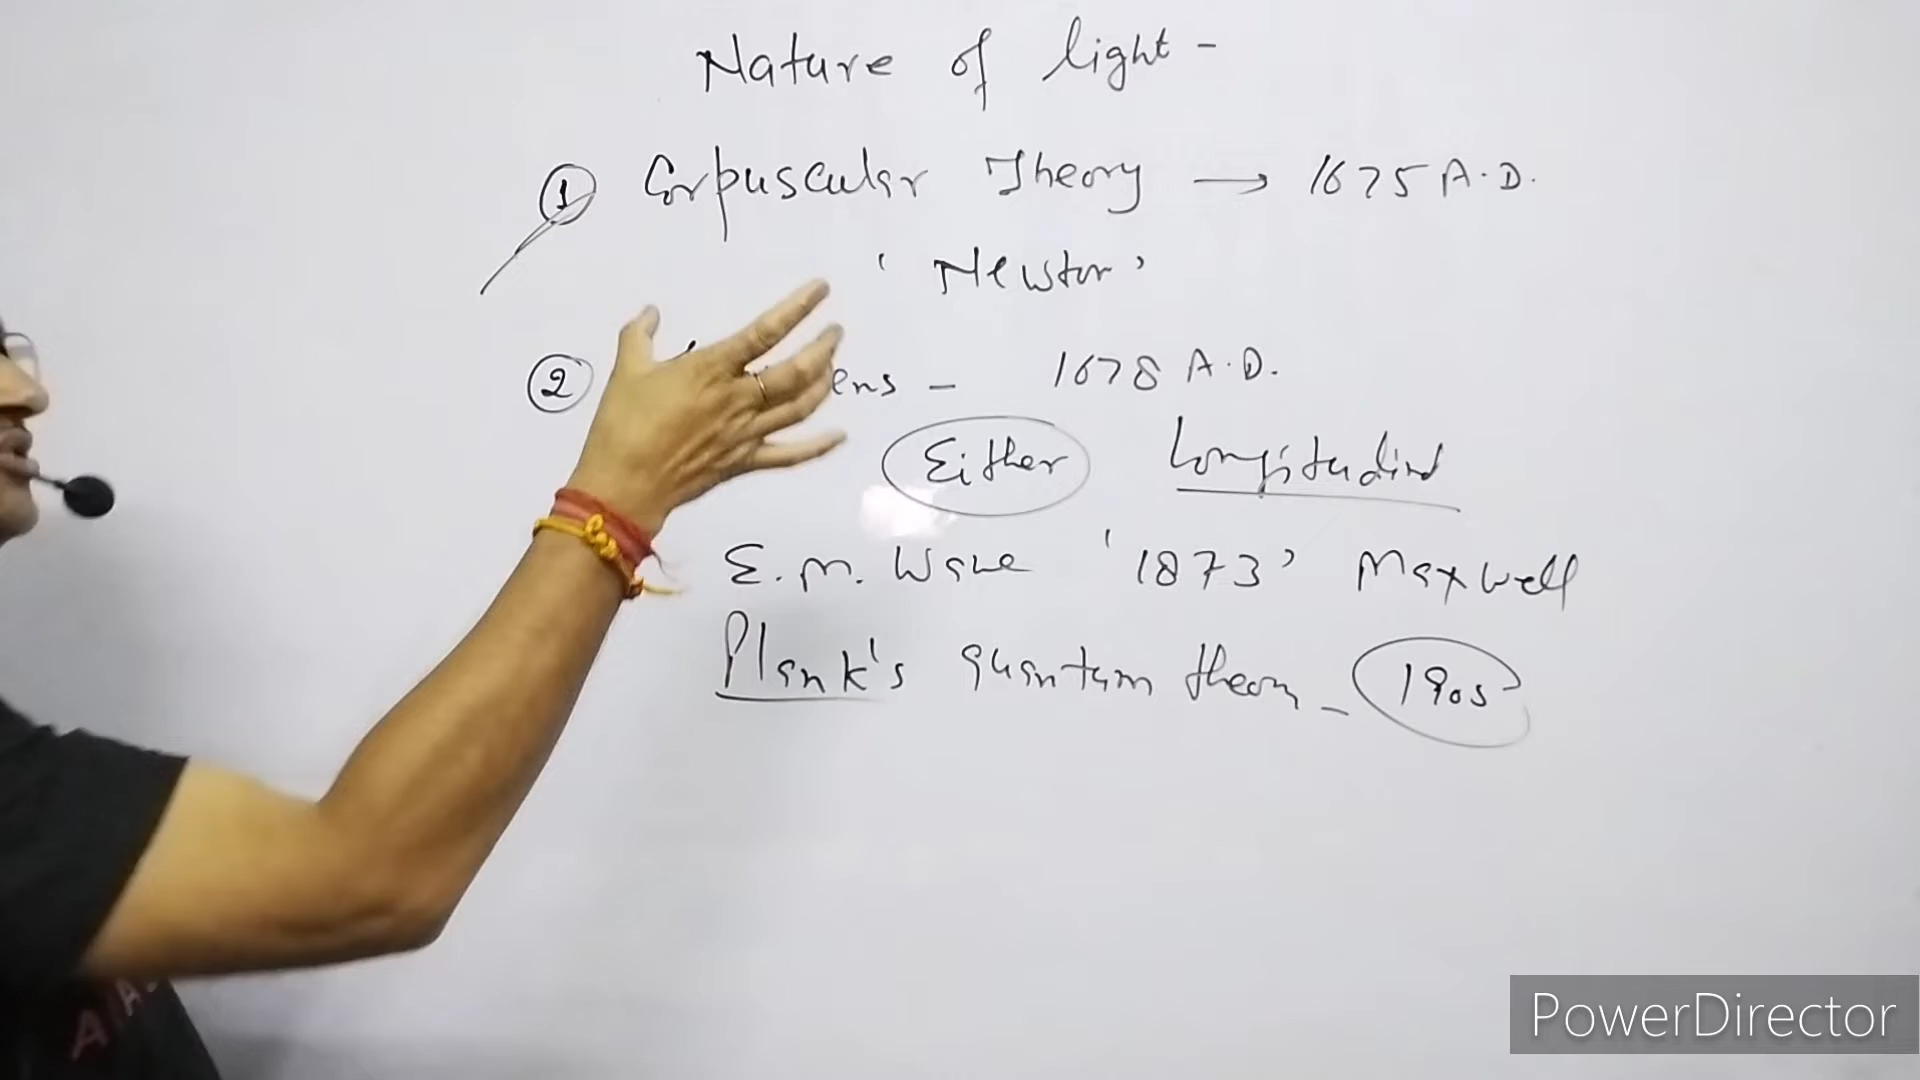 Nature of light -
① Corpuscular Theory → 1675 A.D.
' Newton '
② ens - 1678 A.D.
Either Longitudinal
E.M. Wave '1873' Maxwell
Plank's quantum theory - 1905
PowerDirector